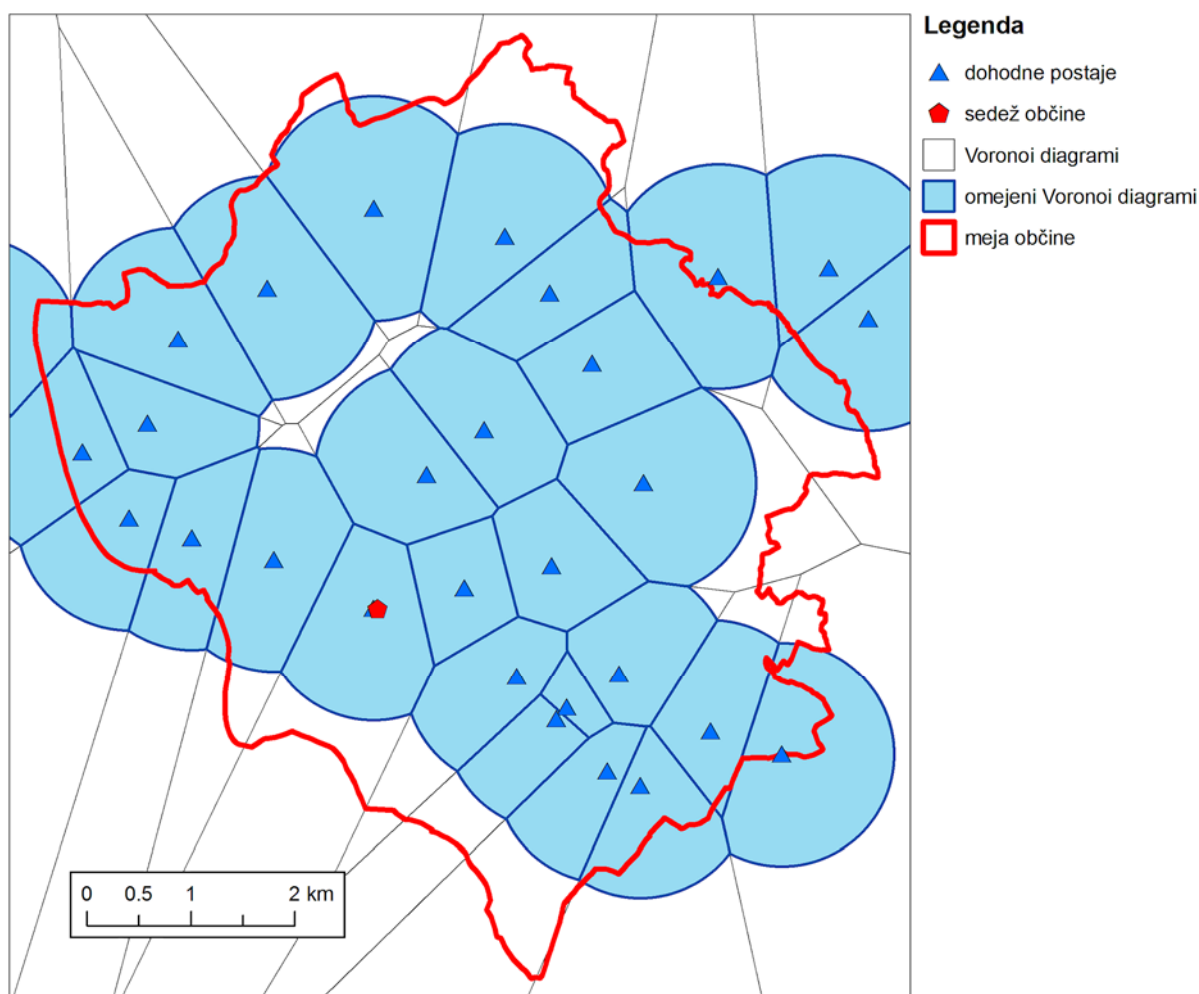 Legenda
dohodne postaje
sedež občine
Voronoi diagrami
omejeni Voronoi diagrami
meja občine
0 0.5 1 2 km